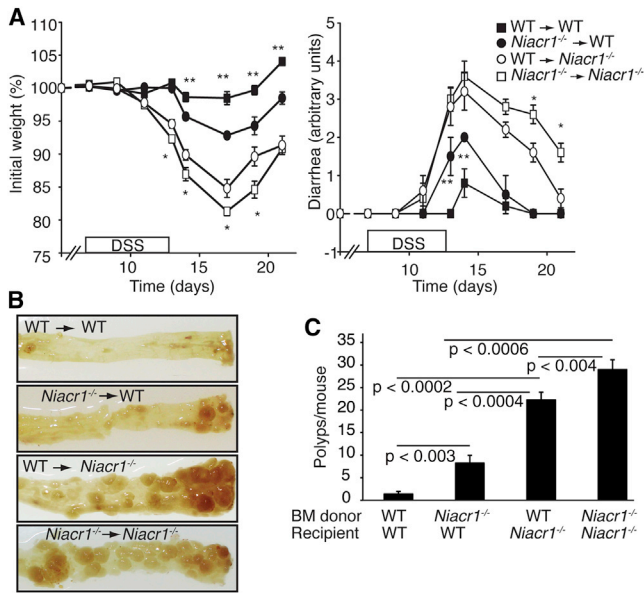 A
110
105
100
95
90
85
80
75
Initial weight (%)
**
**
**
**
*
*
*
*
DSS
10
15
20
Time (days)
5
4
3
2
1
0
-1
Diarrhea (arbitrary units)
WT → WT
Niacr1-/- → WT
WT → Niacr1-/-
Niacr1-/- → Niacr1-/-
*
*
**
**
DSS
10
15
20
Time (days)
B
WT → WT
Niacr1-/- → WT
WT → Niacr1-/-
Niacr1-/- → Niacr1-/-
C
35
30
25
20
15
10
5
0
Polyps/mouse
p < 0.0006
p < 0.004
p < 0.0002
p < 0.0004
p < 0.003
BM donor WT Niacr1-/- WT Niacr1-/-
Recipient WT WT Niacr1-/- Niacr1-/-